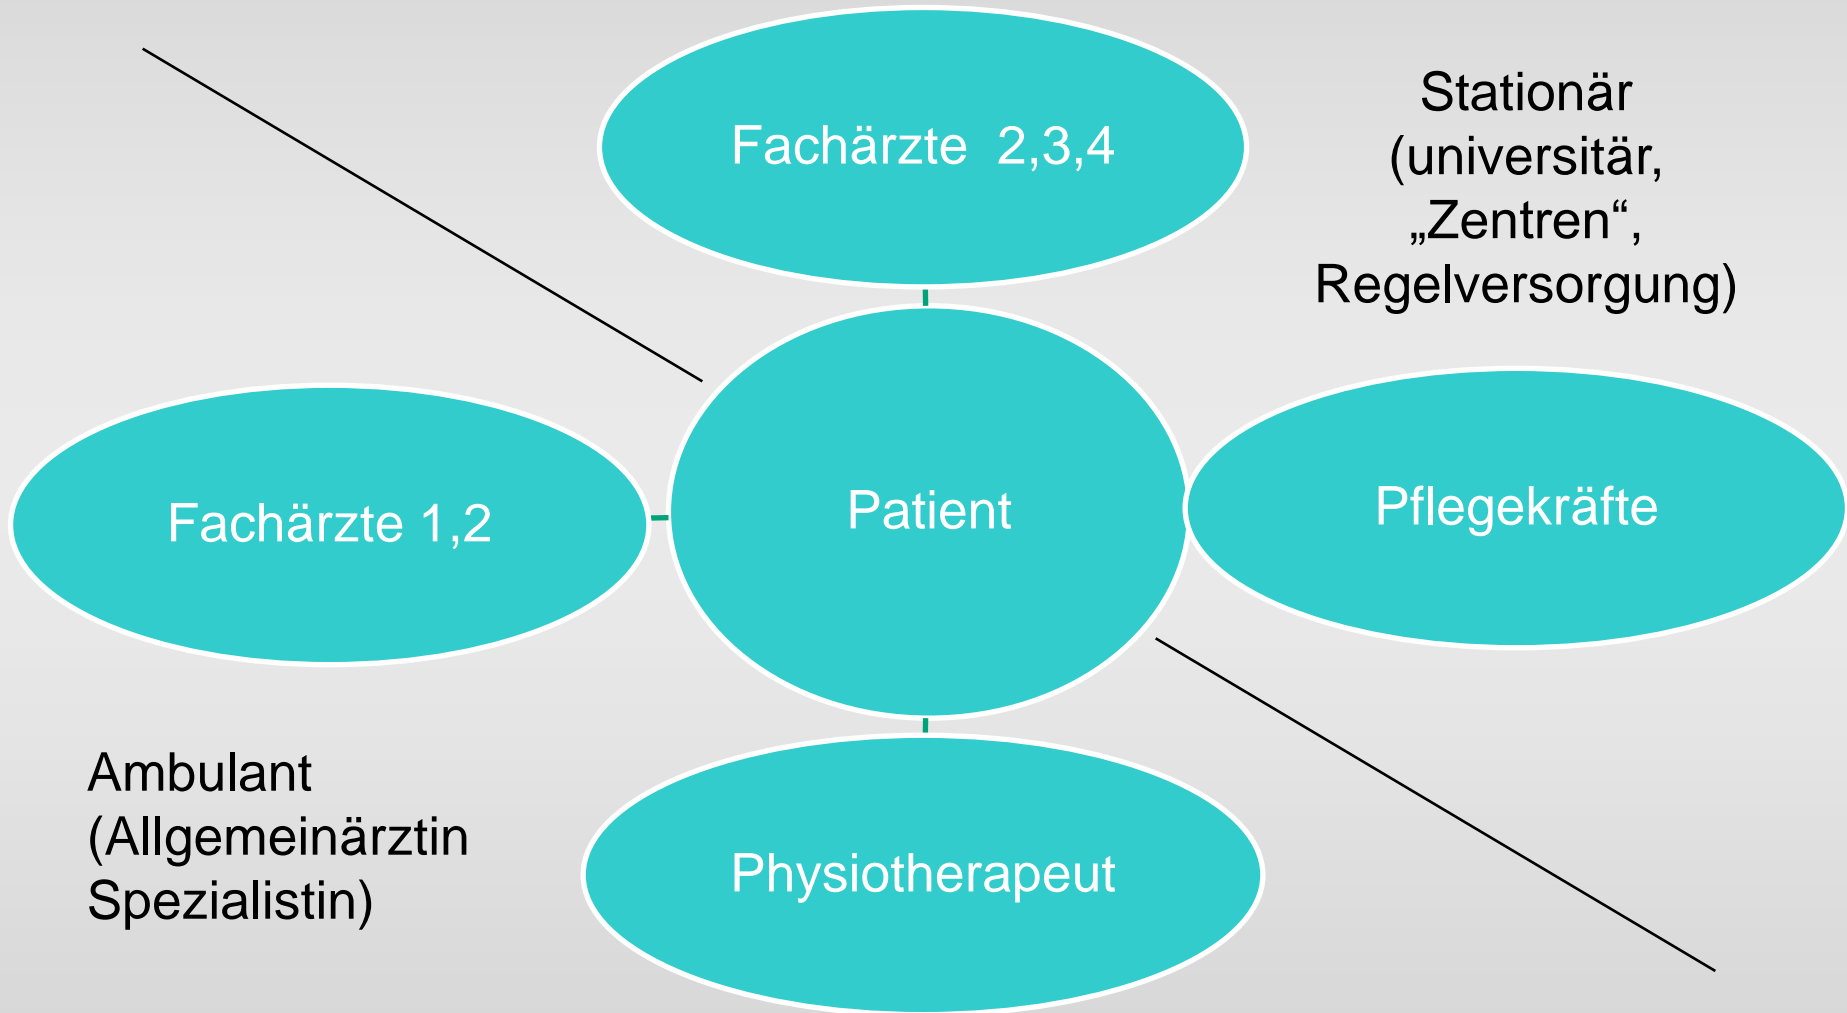 Fachärzte  2,3,4
Stationär
(universitär,
„Zentren“,
Regelversorgung)
Fachärzte 1,2
Patient
Pflegekräfte
Ambulant
(Allgemeinärztin
Spezialistin)
Physiotherapeut